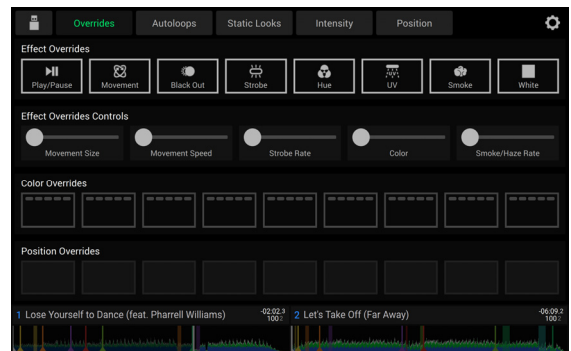 Overrides Autoloops Static Looks Intensity Position
Effect Overrides
Play/Pause Movement Black Out Strobe Hue UV Smoke White
Effect Overrides Controls
Movement Size Movement Speed Strobe Rate Color Smoke/Haze Rate
Color Overrides
Position Overrides
1 Lose Yourself to Dance (feat. Pharrell Williams) -02:02.3 2 Let's Take Off (Far Away) -06:09.2
100.2 100.2